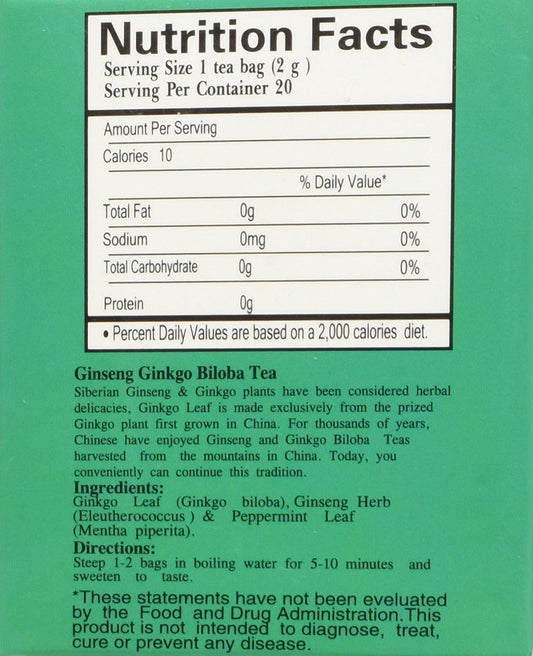 Nutrition Facts
Serving Size 1 tea bag (2 g )
Serving Per Container 20
Amount Per Serving
Calories 10
% Daily Value*
Total Fat 0g 0%
Sodium 0mg 0%
Total Carbohydrate 0g 0%
Protein 0g
• Percent Daily Values are based on a 2,000 calories diet.
Ginseng Ginkgo Biloba Tea
Siberian Ginseng & Ginkgo plants have been considered herbal
delicacies, Ginkgo Leaf is made exclusively from the prized
Ginkgo plant first grown in China. For thousands of years,
Chinese have enjoyed Ginseng and Ginkgo Biloba Teas
harvested from the mountains in China. Today, you
conveniently can continue this tradition.
Ingredients:
Ginkgo Leaf (Ginkgo biloba), Ginseng Herb
(Eleutherococcus ) & Peppermint Leaf
(Mentha piperita).
Directions:
Steep 1-2 bags in boiling water for 5-10 minutes and
sweeten to taste.
*These statements have not been eveluated
by the Food and Drug Administration.This
product is not intended to diagnose, treat,
cure or prevent any disease.